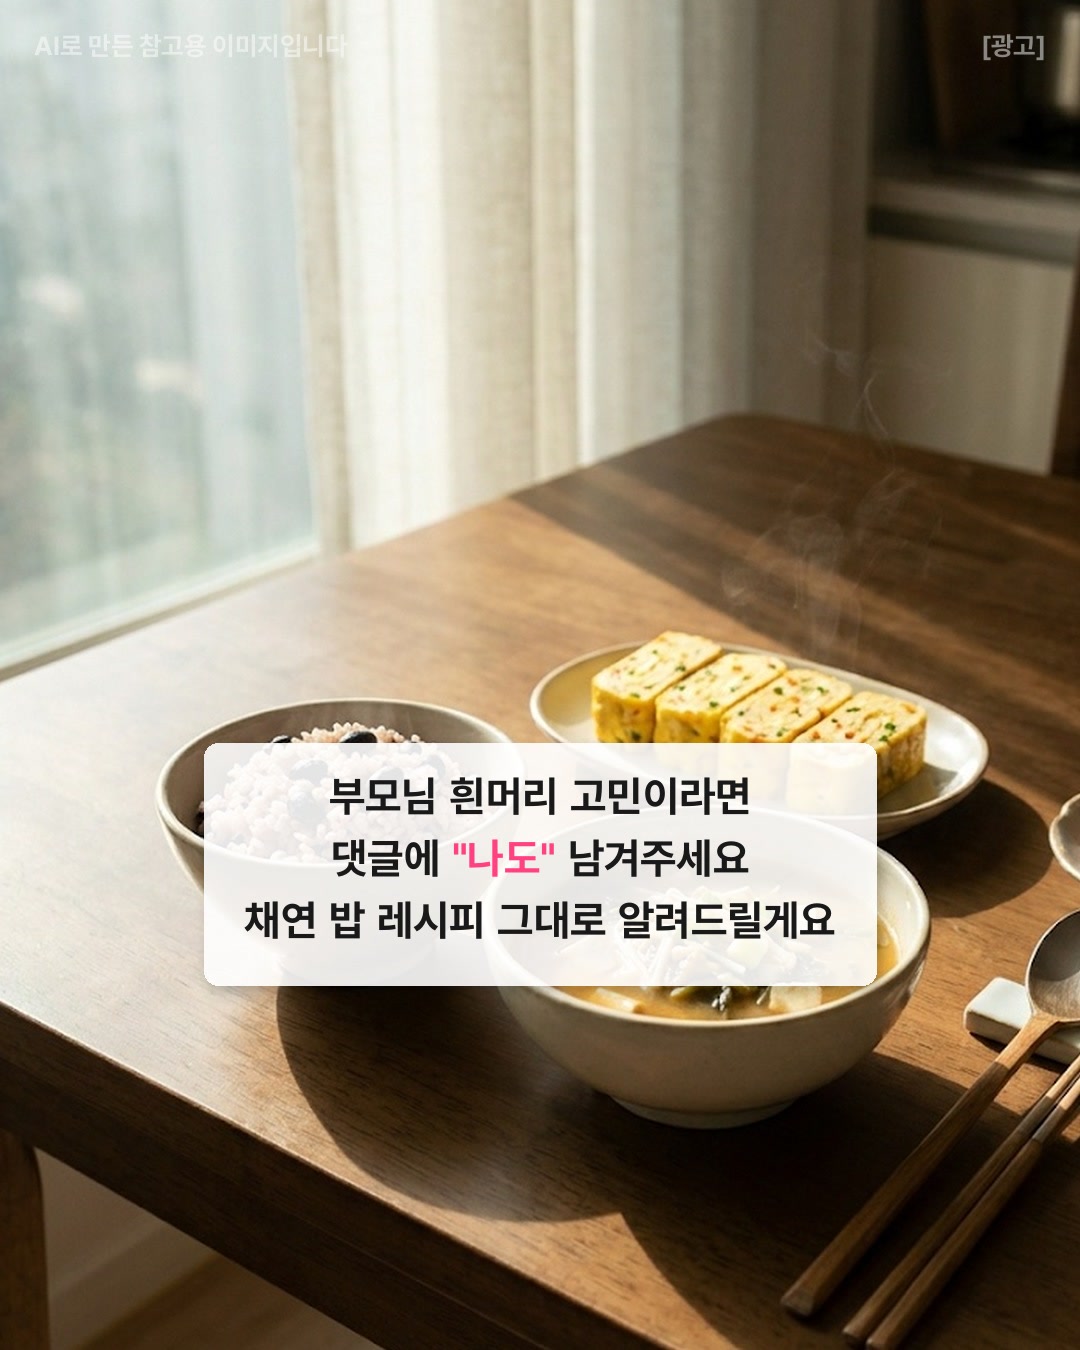 AI로 만든 참고용 이미지입니다
[광고]
부모님 흰머리 고민이라면
댓글에 "나도" 남겨주세요
채연 밥 레시피 그대로 알려드릴게요